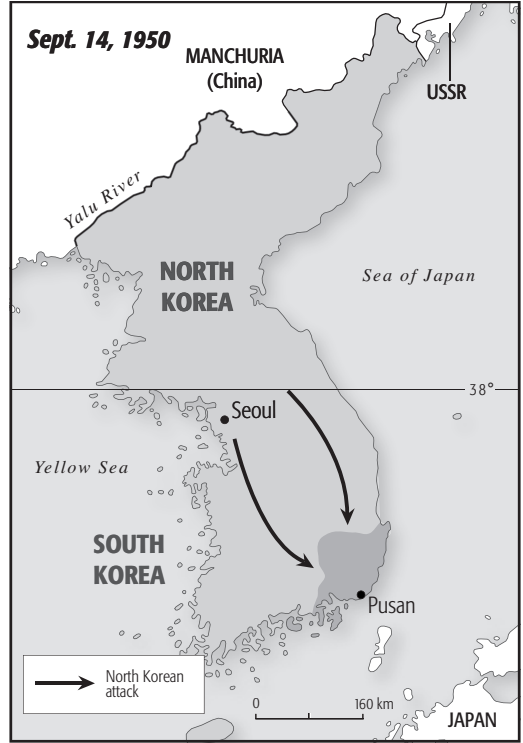 Sept. 14, 1950
MANCHURIA
(China)
USSR
Yalu River
NORTH
KOREA
Sea of Japan
38°
Seoul
Yellow Sea
SOUTH
KOREA
Pusan
North Korean
attack
0
160 km
JAPAN